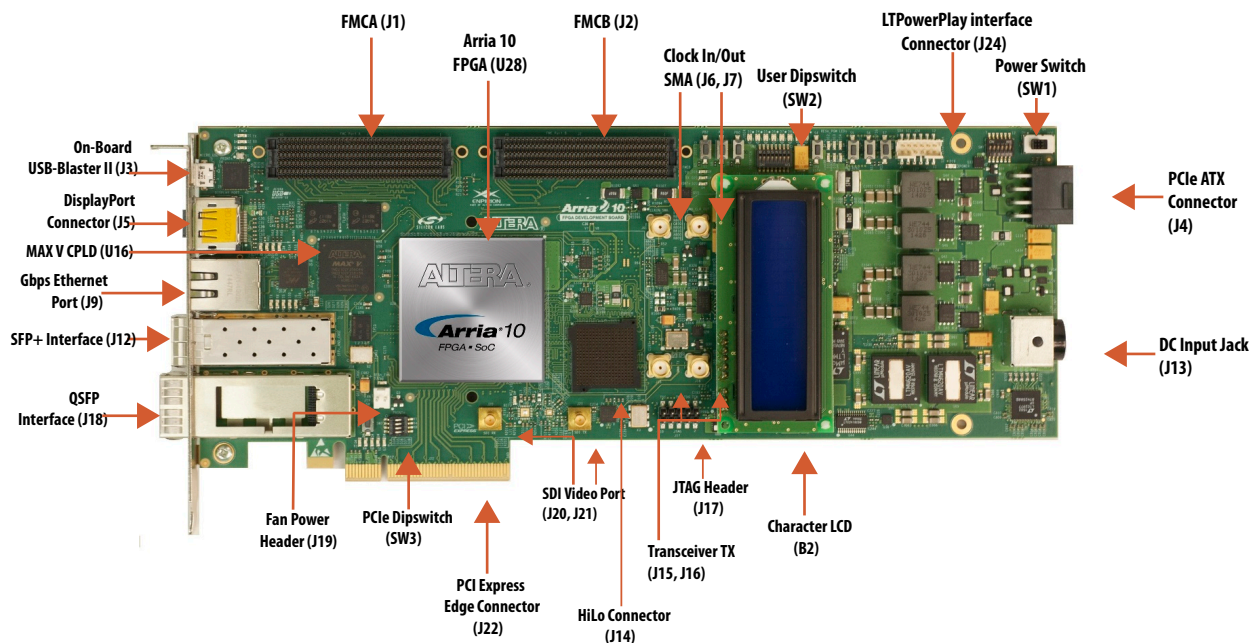 FMCA (J1)
Arria 10
FPGA (U28)
FMCB (J2)
Clock In/Out
SMA (J6, J7)
User Dipswitch
(SW2)
LTPowerPlay interface
Connector (J24)
Power Switch
(SW1)
On-Board
USB-Blaster II (J3)
DisplayPort
Connector (J5)
MAX V CPLD (U16)
Gbps Ethernet
Port (J9)
SFP+ Interface (J12)
QSFP
Interface (J18)
PCIe ATX
Connector
(J4)
DC Input Jack
(J13)
Arria 10
FPGA DEVELOPMENT BOARD
ALTERA
ALTERA
MAX V
ALTERA
Arria 10
FPGA • SoC
Fan Power
Header (J19)
PCIe Dipswitch
(SW3)
PCI Express
Edge Connector
(J22)
SDI Video Port
(J20, J21)
HiLo Connector
(J14)
Transceiver TX
(J15, J16)
JTAG Header
(J17)
Character LCD
(B2)